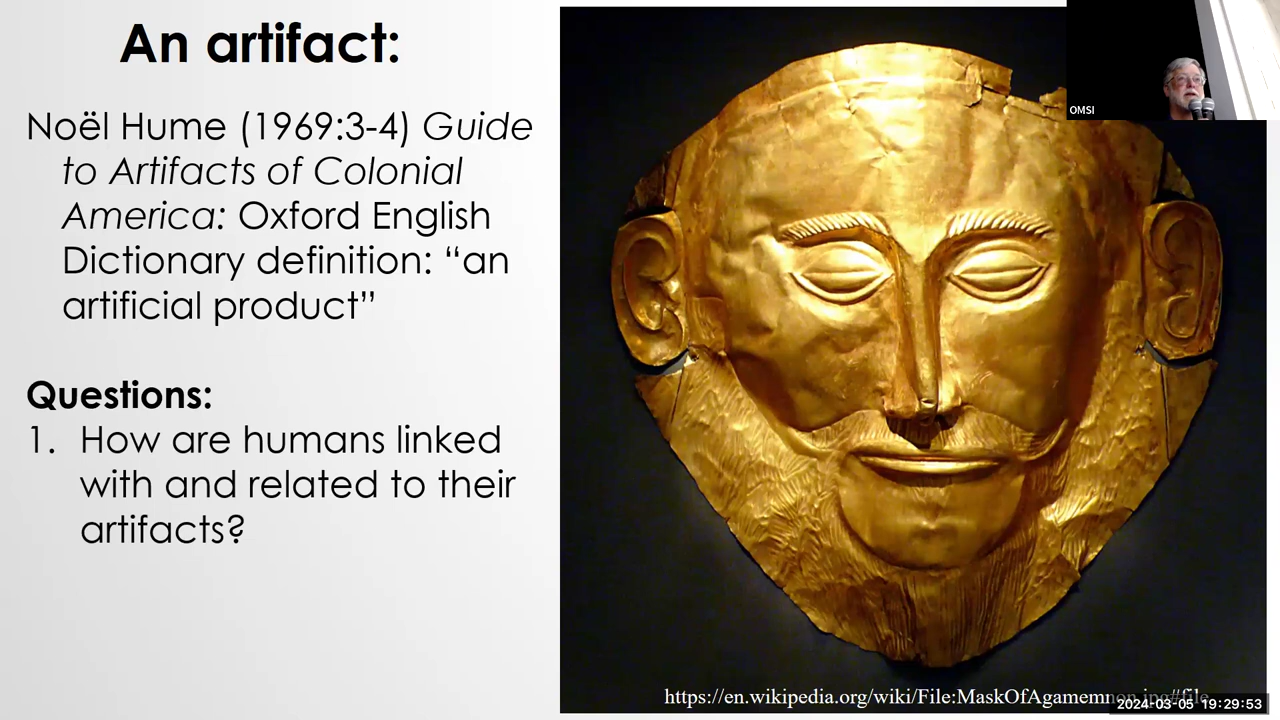 An artifact:
Noël Hume (1969:3-4) Guide
to Artifacts of Colonial
America: Oxford English
Dictionary definition: “an
artificial product”
Questions:
1. How are humans linked
with and related to their
artifacts?
OMSI
https://en.wikipedia.org/wiki/File:MaskOfAgamemnon.jpg#file
2024-03-05 19:29:53